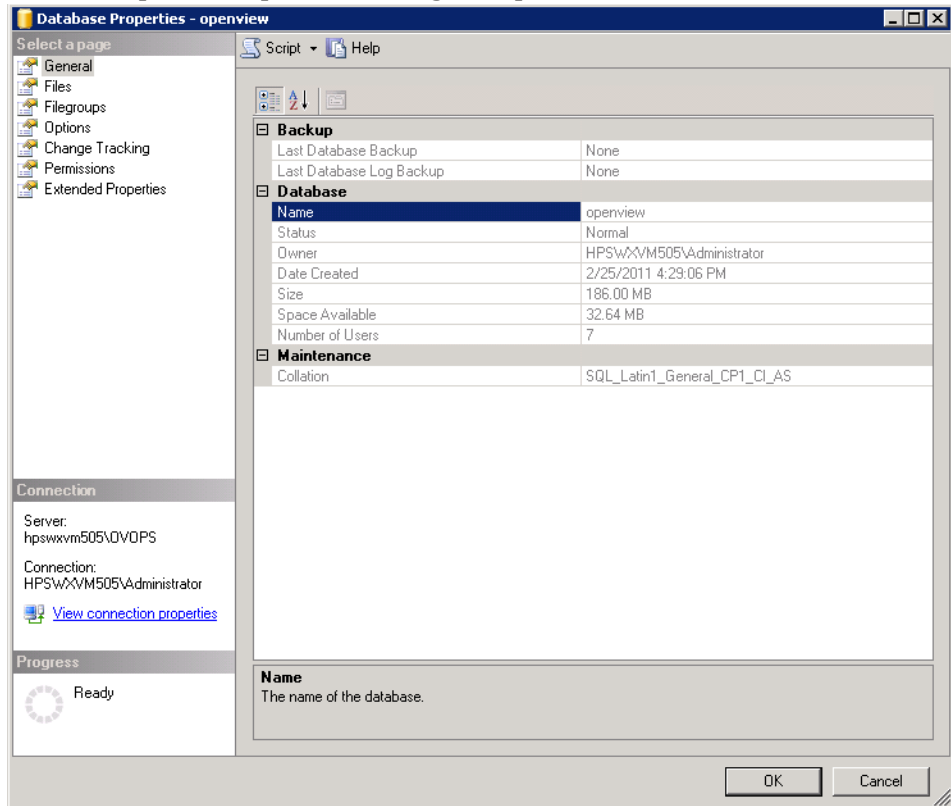 Database Properties - openview
Select a page
General
Files
Filegroups
Options
Change Tracking
Permissions
Extended Properties
Script
Help
Backup
Last Database Backup None
Last Database Log Backup None
Database
Name openview
Status Normal
Owner HPSWXVM505\Administrator
Date Created 2/25/2011 4:29:06 PM
Size 186.00 MB
Space Available 32.64 MB
Number of Users 7
Maintenance
Collation SQL_Latin1_General_CP1_CI_AS
Connection
Server:
hpswxvm505\OVOPS
Connection:
HPSWXVM505\Administrator
View connection properties
Progress
Ready
Name
The name of the database.
OK Cancel